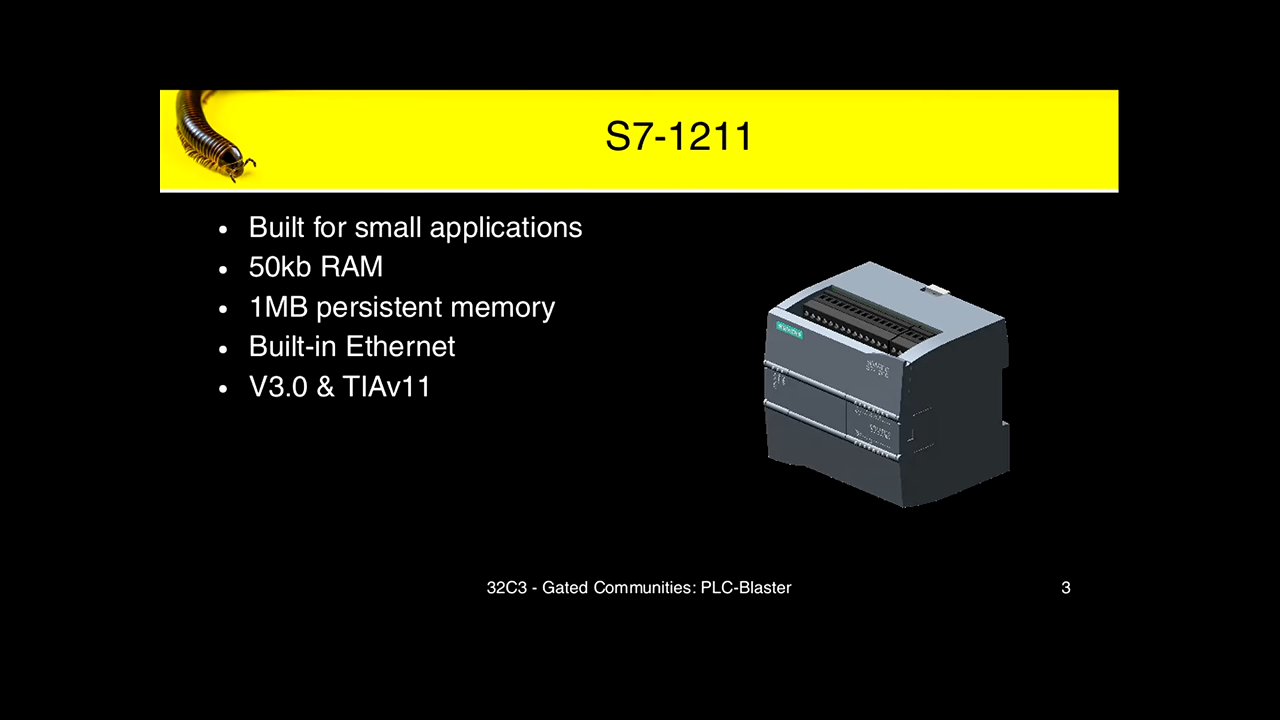 S7-1211
Built for small applications
50kb RAM
1MB persistent memory
Built-in Ethernet
V3.0 & TIAv11
SIEMENS
32C3 - Gated Communities: PLC-Blaster
3